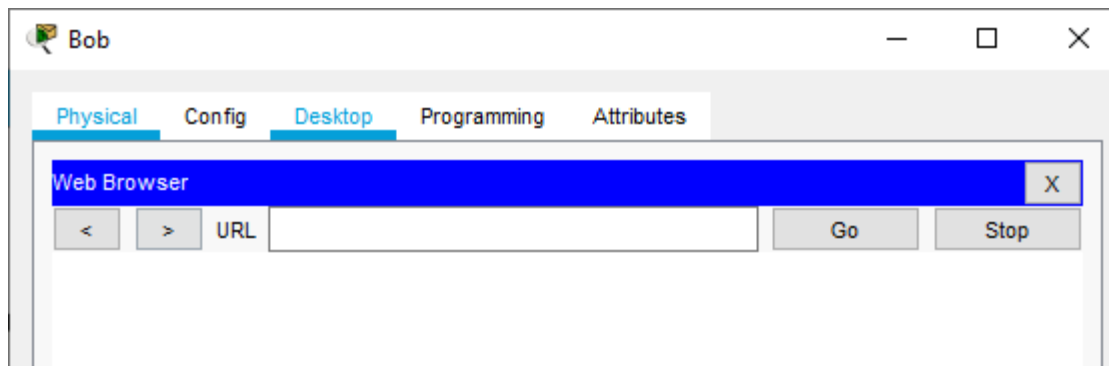 Bob
Physical Config Desktop Programming Attributes
Web Browser X
< > URL Go Stop